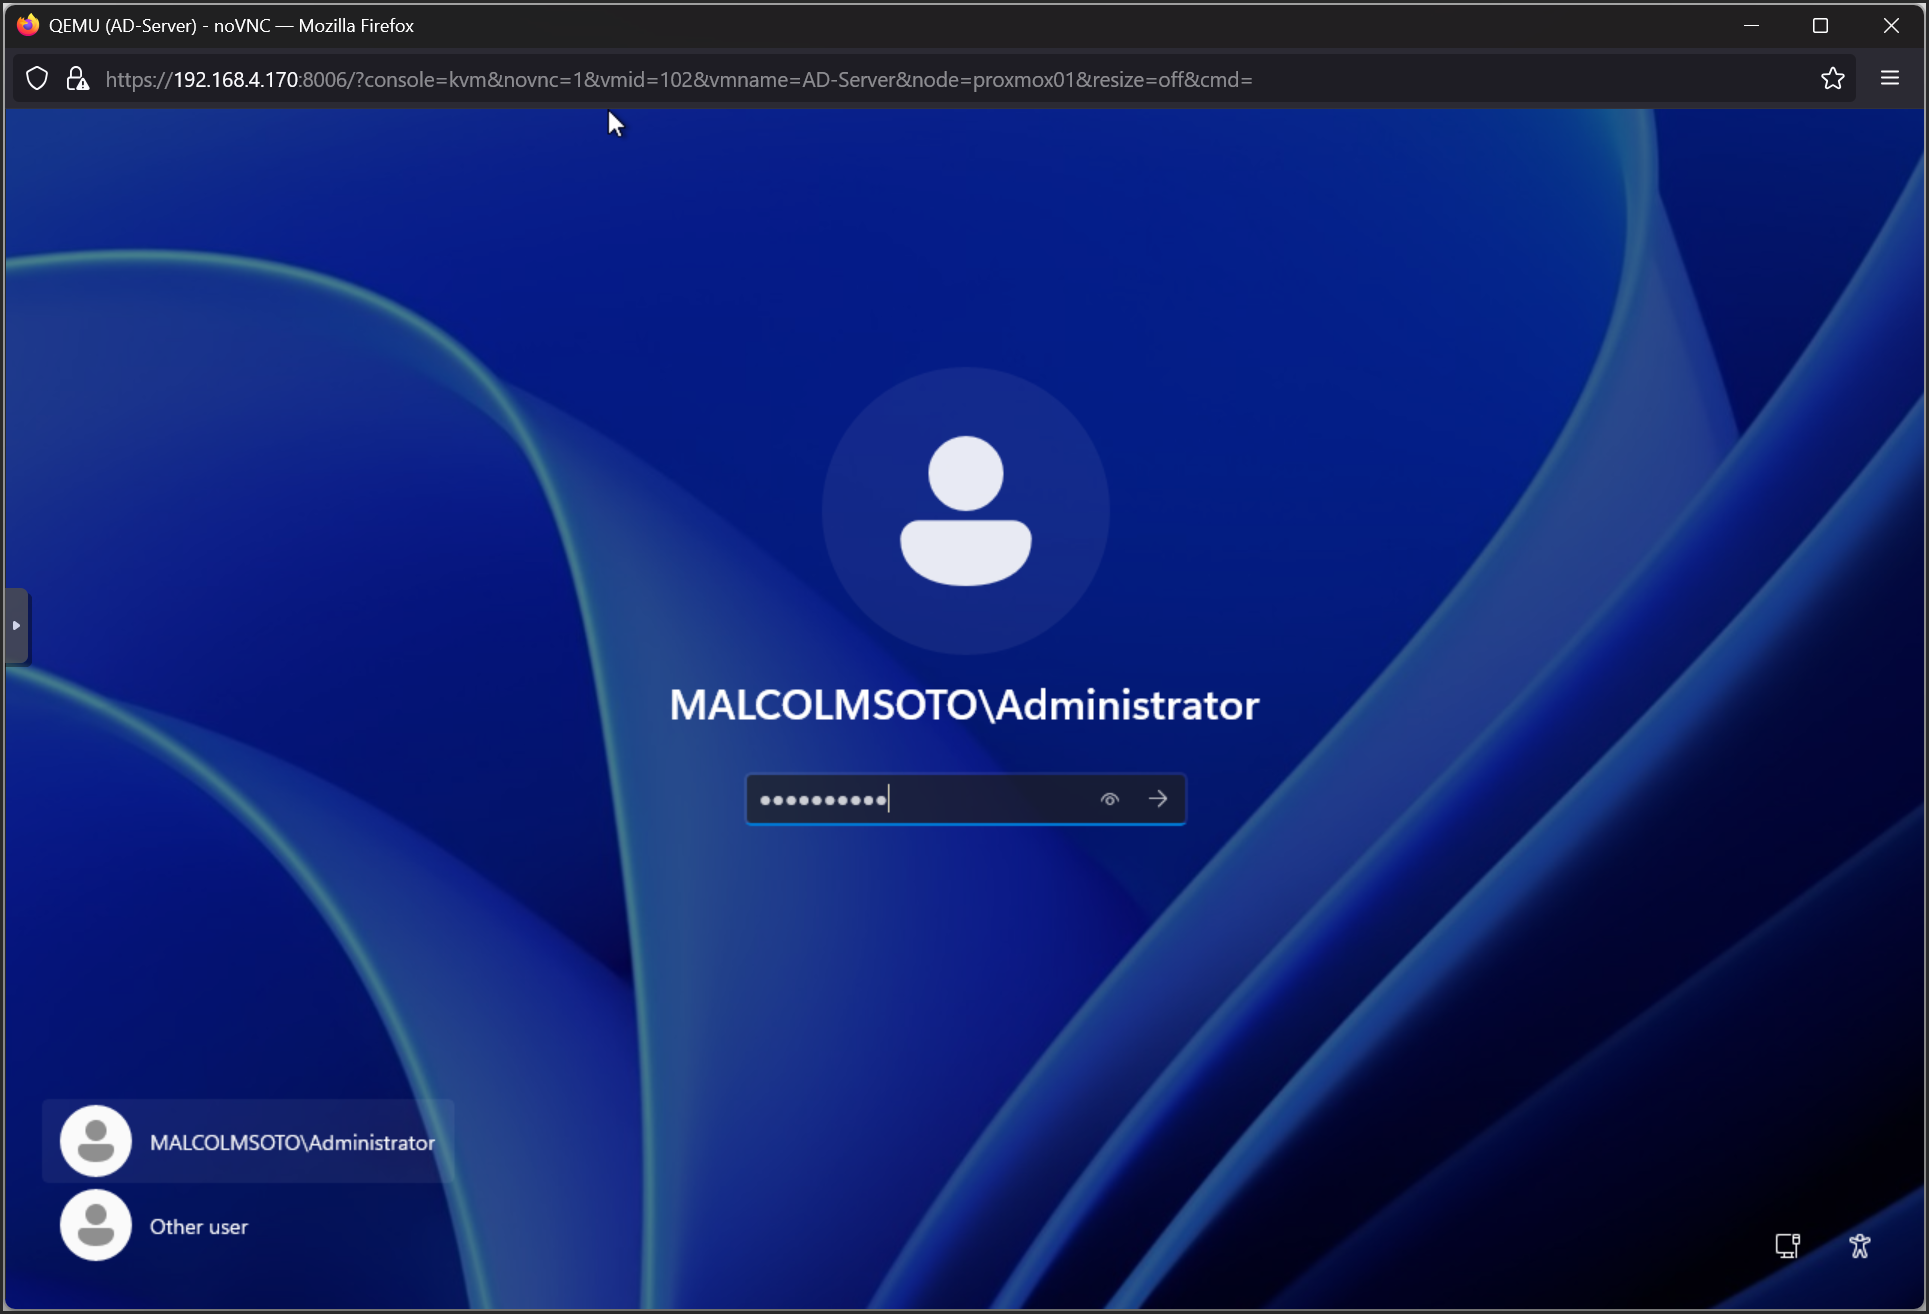 QEMU (AD-Server) - noVNC — Mozilla Firefox
https://192.168.4.170:8006/?console=kvm&novnc=1&vmid=102&vmname=AD-Server&node=proxmox01&resize=off&cmd=
MALCOLMSOTO\Administrator
MALCOLMSOTO\Administrator
Other user